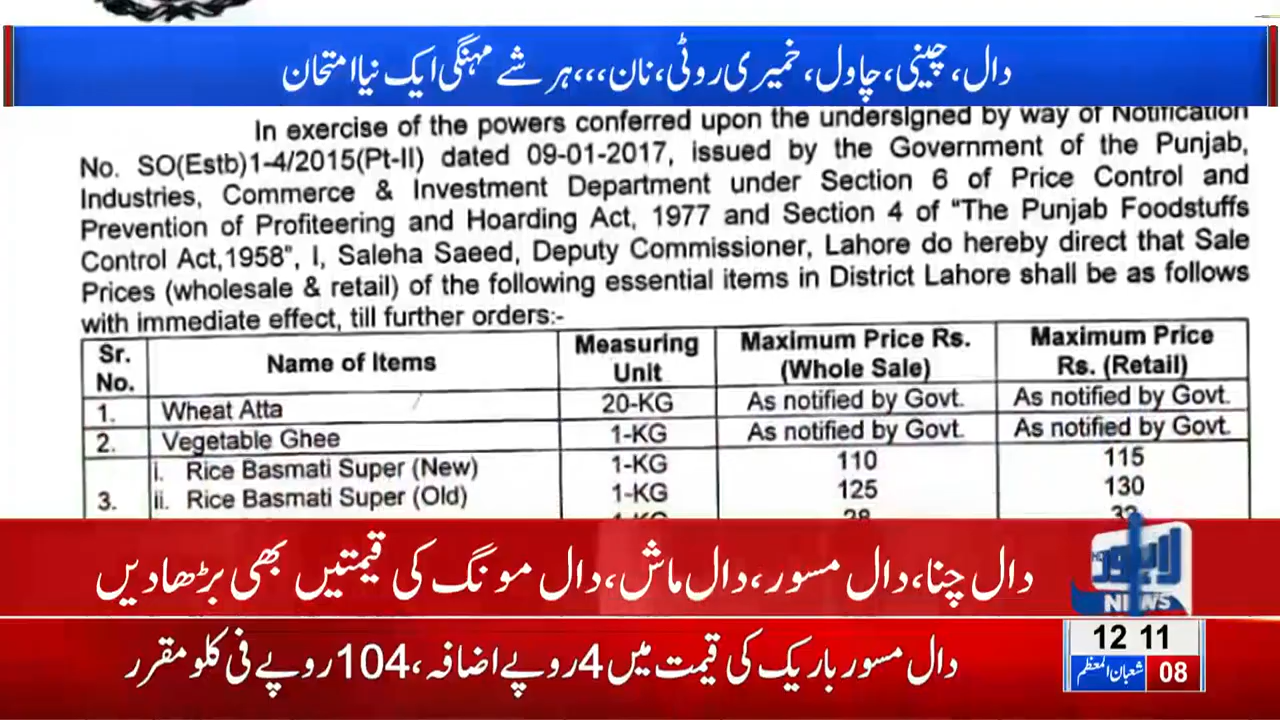 دال، چینی، چاول، خمیری روٹی، نان،،،ہر شے مہنگی ایک نیا امتحان
In exercise of the powers conferred upon the undersigned by way of Notification
No. SO(Estb)1-4/2015(Pt-II) dated 09-01-2017, issued by the Government of the Punjab,
Industries, Commerce & Investment Department under Section 6 of Price Control and
Prevention of Profiteering and Hoarding Act, 1977 and Section 4 of “The Punjab Foodstuffs
Control Act,1958”, I, Saleha Saeed, Deputy Commissioner, Lahore do hereby direct that Sale
Prices (wholesale & retail) of the following essential items in District Lahore shall be as follows
with immediate effect, till further orders:-
Sr. No. Name of Items Measuring Unit Maximum Price Rs. (Whole Sale) Maximum Price Rs. (Retail)
1. Wheat Atta 20-KG As notified by Govt. As notified by Govt.
2. Vegetable Ghee 1-KG As notified by Govt. As notified by Govt.
i. Rice Basmati Super (New) 1-KG 110 115
3. ii. Rice Basmati Super (Old) 1-KG 125 130
دال چنا، دال مسور، دال ماش، دال مونگ کی قیمتیں بھی بڑھادیں
لاہور
NEWS
دال مسور باریک کی قیمت میں 4 روپے اضافہ، 104 روپے فی کلو مقرر
12 11
شعبان المعظم 08